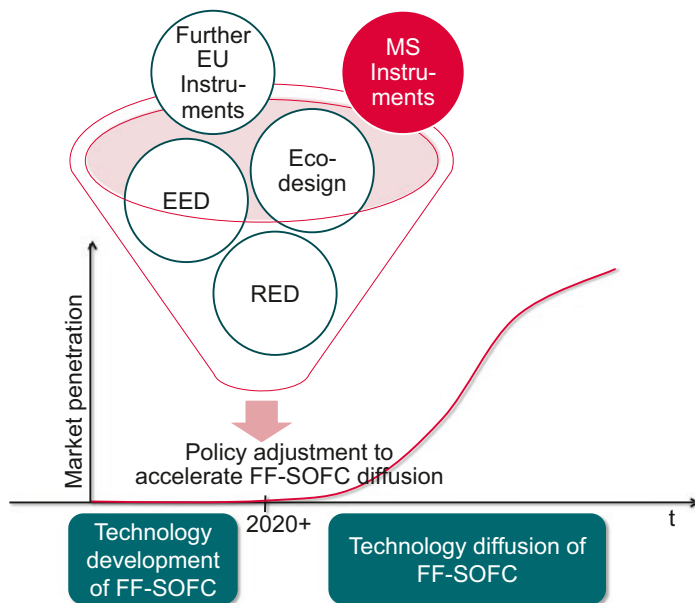 Further
EU
Instru-
ments
MS
Instru-
ments
Eco-
design
EED
RED
Market penetration
Policy adjustment to
accelerate FF-SOFC diffusion
2020+
t
Technology
development
of FF-SOFC
Technology diffusion of
FF-SOFC